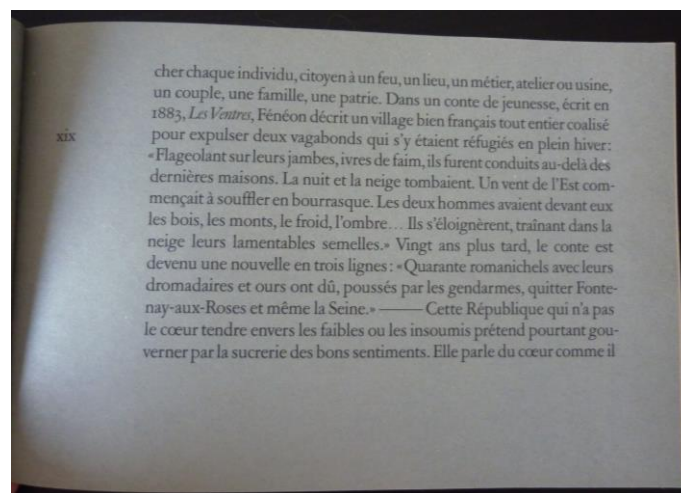 cher chaque individu, citoyen à un feu, un lieu, un métier, atelier ou usine,
un couple, une famille, une patrie. Dans un conte de jeunesse, écrit en
1883, Les Ventres, Fénéon décrit un village bien français tout entier coalisé
xix
pour expulser deux vagabonds qui s'y étaient réfugiés en plein hiver:
«Flageolant sur leurs jambes, ivres de faim, ils furent conduits au-delà des
dernières maisons. La nuit et la neige tombaient. Un vent de l'Est com-
mençait à souffler en bourrasque. Les deux hommes avaient devant eux
les bois, les monts, le froid, l'ombre… Ils s'éloignèrent, traînant dans la
neige leurs lamentables semelles.» Vingt ans plus tard, le conte est
devenu une nouvelle en trois lignes: «Quarante romanichels avec leurs
dromadaires et ours ont dû, poussés par les gendarmes, quitter Fonte-
nay-aux-Roses et même la Seine.» ——— Cette République qui n'a pas
le cœur tendre envers les faibles ou les insoumis prétend pourtant gou-
verner par la sucrerie des bons sentiments. Elle parle du cœur comme il